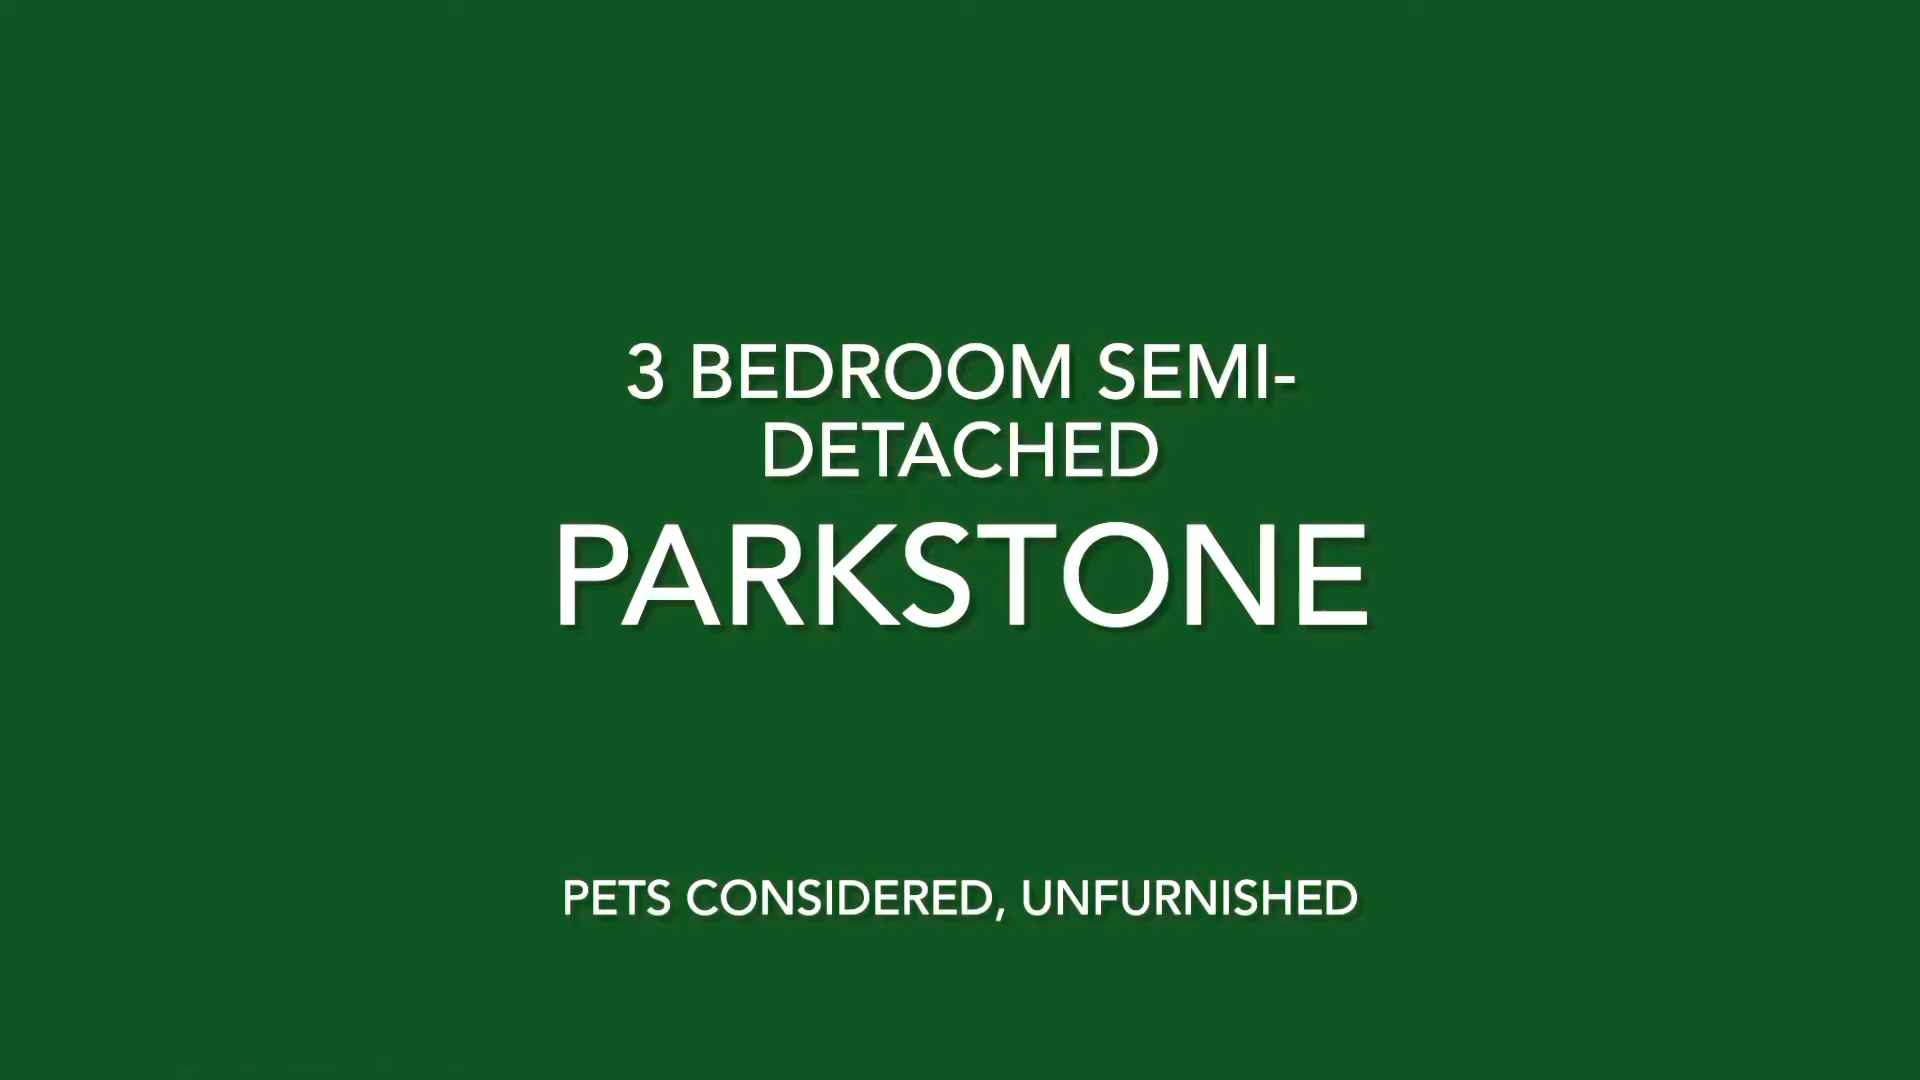 3 BEDROOM SEMI-
DETACHED
PARKSTONE
PETS CONSIDERED, UNFURNISHED